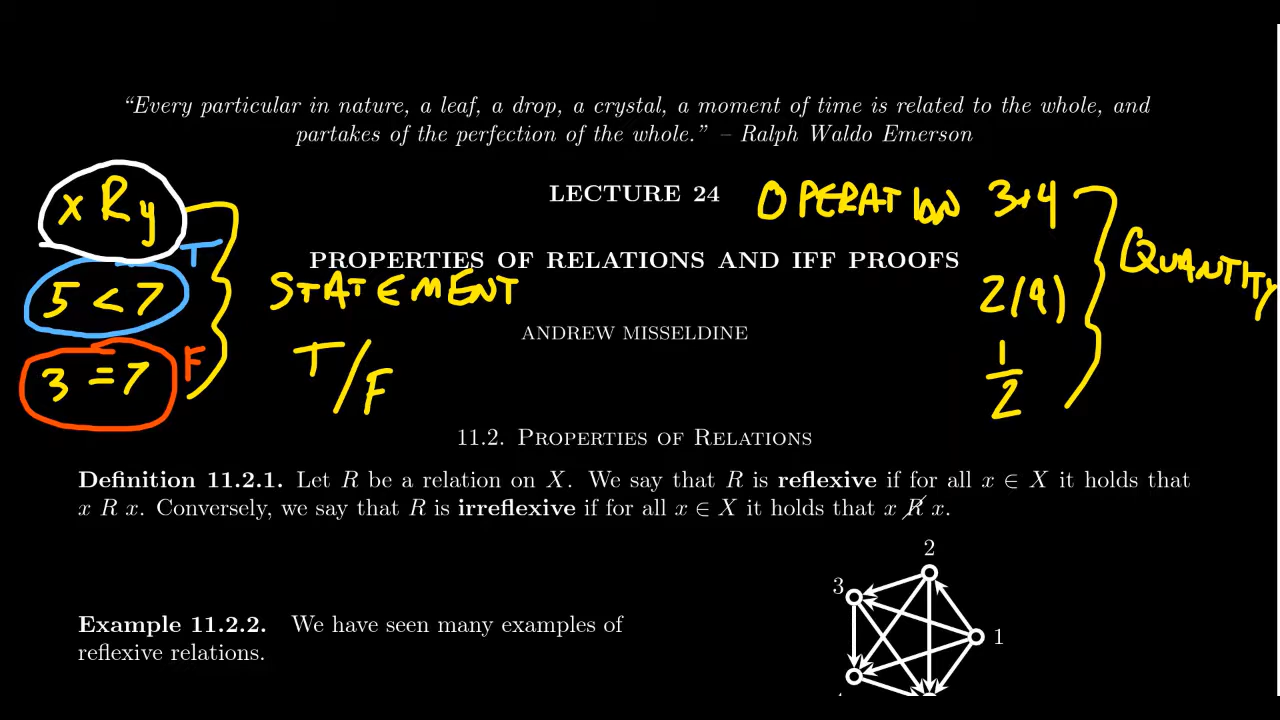 “Every particular in nature, a leaf, a drop, a crystal, a moment of time is related to the whole, and
partakes of the perfection of the whole.” – Ralph Waldo Emerson
x R y
LECTURE 24
OPERATION 3+4
T
PROPERTIES OF RELATIONS AND IFF PROOFS
QUANTITY
5 < 7
STATEMENT
2(4)
ANDREW MISSELDINE
3 = 7
F
T/F
1/2
11.2. Properties of Relations
Definition 11.2.1. Let R be a relation on X. We say that R is reflexive if for all x ∈ X it holds that
x R x. Conversely, we say that R is irreflexive if for all x ∈ X it holds that x R̸ x.
2
3
Example 11.2.2. We have seen many examples of
1
reflexive relations.